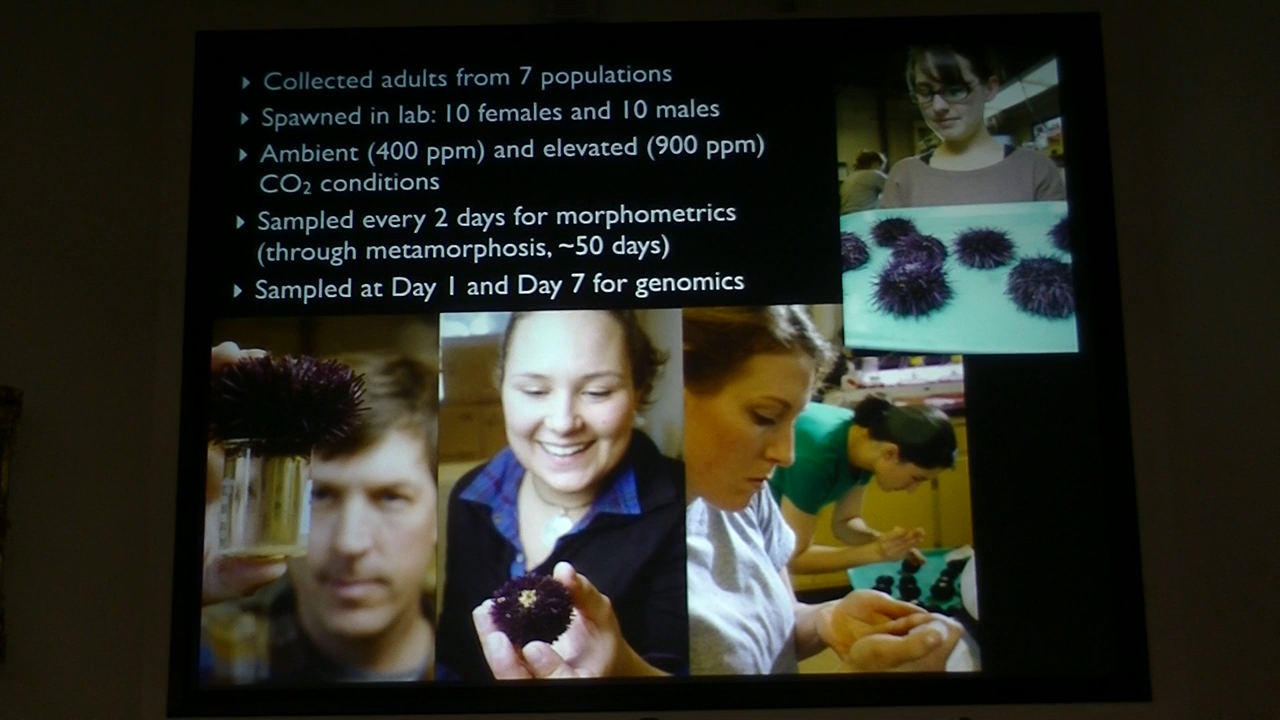 Collected adults from 7 populations
Spawned in lab: 10 females and 10 males
Ambient (400 ppm) and elevated (900 ppm)
CO₂ conditions
Sampled every 2 days for morphometrics
(through metamorphosis, ~50 days)
Sampled at Day 1 and Day 7 for genomics